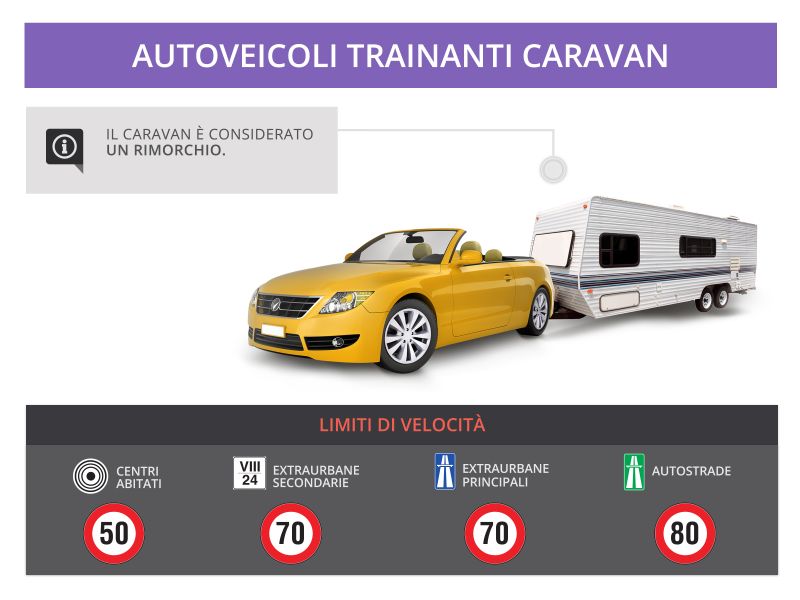 AUTOVEICOLI TRAINANTI CARAVAN
IL CARAVAN È CONSIDERATO
UN RIMORCHIO.
LIMITI DI VELOCITÀ
CENTRI
ABITATI
VIII
24
EXTRAURBANE
SECONDARIE
EXTRAURBANE
PRINCIPALI
AUTOSTRADE
50
70
70
80